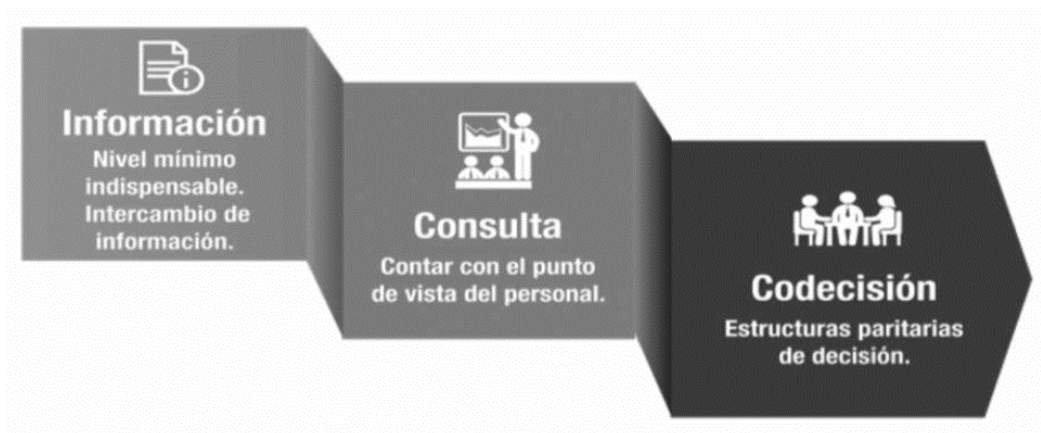 Información
Nivel mínimo
indispensable.
Intercambio de
información.
Consulta
Contar con el punto
de vista del personal.
Codecisión
Estructuras paritarias
de decisión.